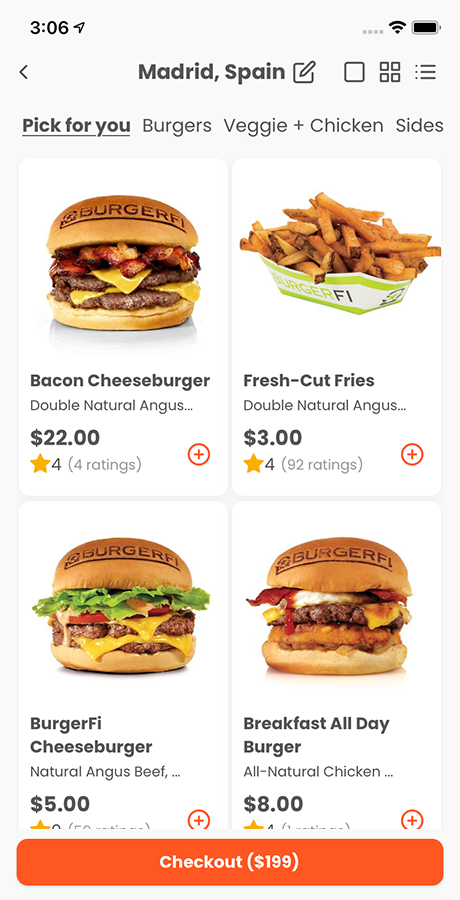 3:06
Madrid, Spain
Pick for you Burgers Veggie + Chicken Sides
BURGERFI
BURGERFI
Bacon Cheeseburger
Double Natural Angus...
$22.00
4 (4 ratings)
Fresh-Cut Fries
Double Natural Angus...
$3.00
4 (92 ratings)
BURGERFI
BURGERFI
BurgerFi
Cheeseburger
Natural Angus Beef, ...
$5.00
Breakfast All Day
Burger
All-Natural Chicken ...
$8.00
4 (1 ratings)
Checkout ($199)